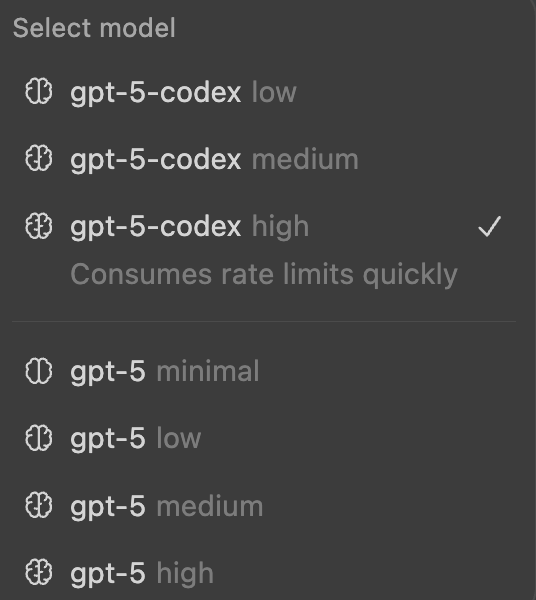 Select model
gpt-5-codex low
gpt-5-codex medium
gpt-5-codex high
Consumes rate limits quickly
gpt-5 minimal
gpt-5 low
gpt-5 medium
gpt-5 high